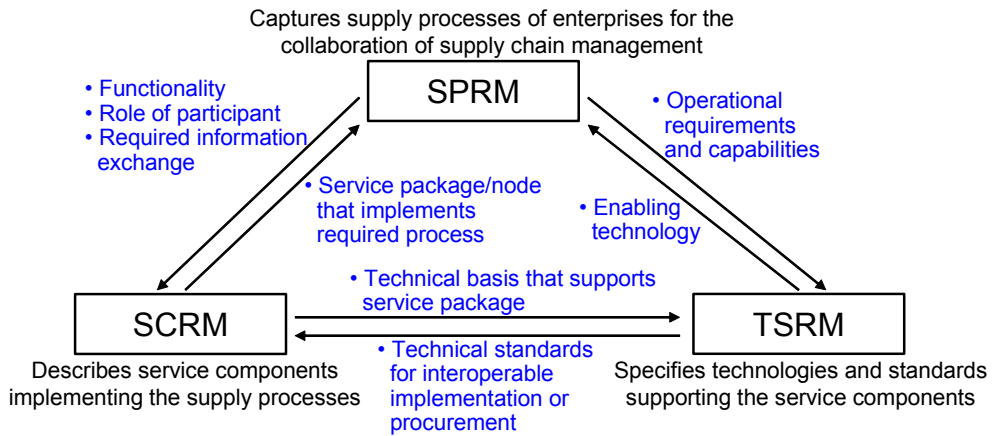 Captures supply processes of enterprises for the
collaboration of supply chain management
SPRM
• Functionality
• Role of participant
• Required information
exchange
• Operational
requirements
and capabilities
• Service package/node
that implements
required process
• Enabling
technology
• Technical basis that supports
service package
SCRM
TSRM
• Technical standards
for interoperable
implementation or
procurement
Describes service components
implementing the supply processes
Specifies technologies and standards
supporting the service components